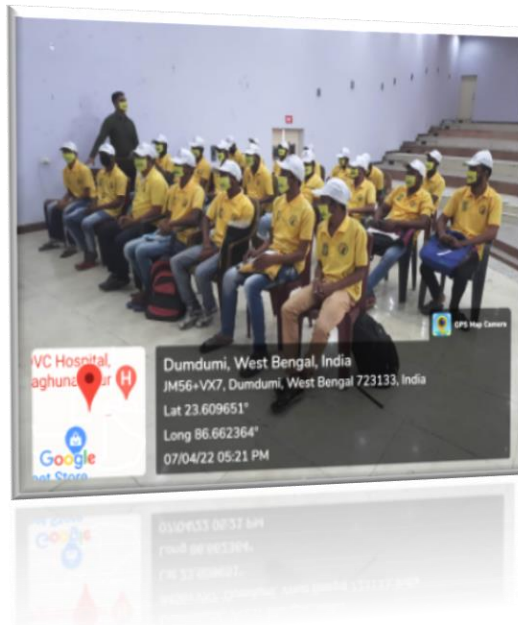 GPS Map Camera
VC Hospital,
Google
Dumdumi, West Bengal, India
JM56+VX7, Dumdumi, West Bengal 723133, India
Lat 23.609651°
Long 86.662364°
07/04/22 05:21 PM